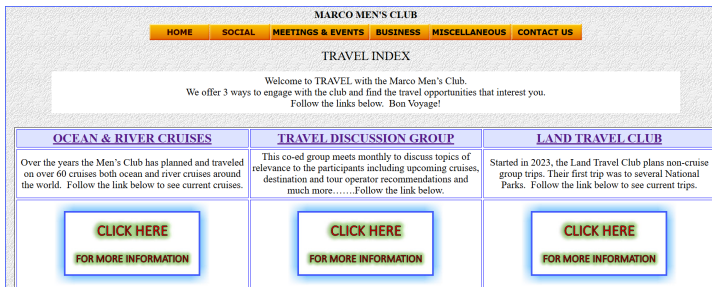 MARCO MEN'S CLUB
HOME SOCIAL MEETINGS & EVENTS BUSINESS MISCELLANEOUS CONTACT US
TRAVEL INDEX
Welcome to TRAVEL with the Marco Men's Club.
We offer 3 ways to engage with the club and find the travel opportunities that interest you.
Follow the links below.  Bon Voyage!
OCEAN & RIVER CRUISES
Over the years the Men's Club has planned and traveled
on over 60 cruises both ocean and river cruises around
the world.  Follow the link below to see current cruises.
TRAVEL DISCUSSION GROUP
This co-ed group meets monthly to discuss topics of
relevance to the participants including upcoming cruises,
destination and tour operator recommendations and
much more…….Follow the link below.
LAND TRAVEL CLUB
Started in 2023, the Land Travel Club plans non-cruise
group trips. Their first trip was to several National
Parks.  Follow the link below to see current trips.
CLICK HERE
FOR MORE INFORMATION
CLICK HERE
FOR MORE INFORMATION
CLICK HERE
FOR MORE INFORMATION